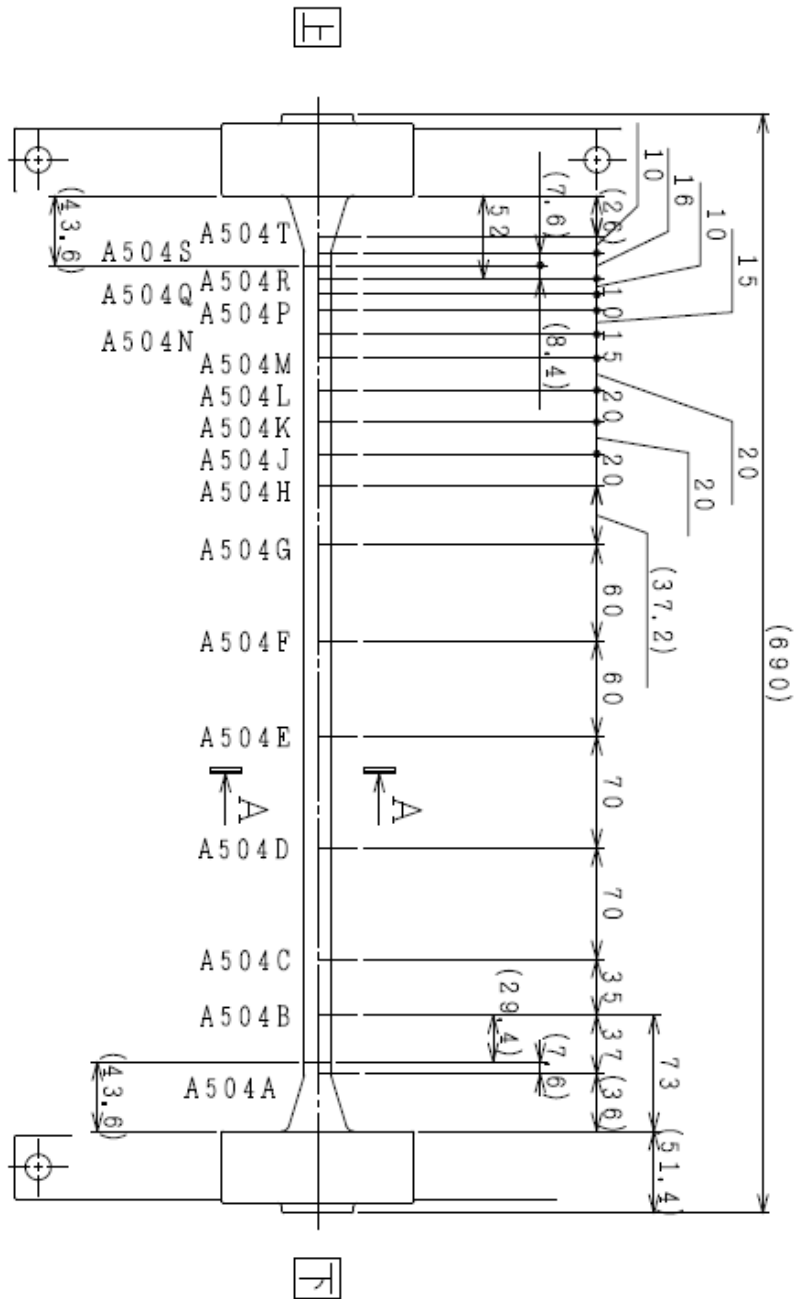 上
(690)
(26)
10
16
10
15
(7.6)
52
(43.6)
A504T
A504S
A504R
A504Q
10
A504P
A504N
15
(8.4)
A504M
20
A504L
20
A504K
20
A504J
20
A504H
(37.2)
A504G
60
A504F
60
A504E
70
A
A
A504D
70
A504C
35
A504B
(29.4)
37
73
(7.6)
A504A
(36)
(43.6)
(51.4)
下